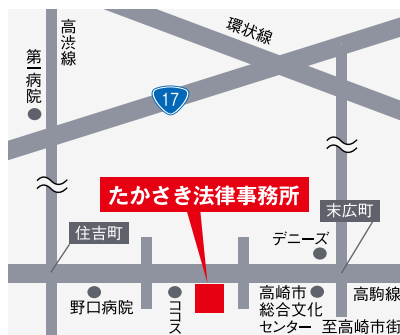 高渋線
第一病院
環状線
17
たかさき法律事務所
住吉町
末広町
デニーズ
野口病院
ココス
高崎市
総合文化
センター
高駒線
至高崎市街